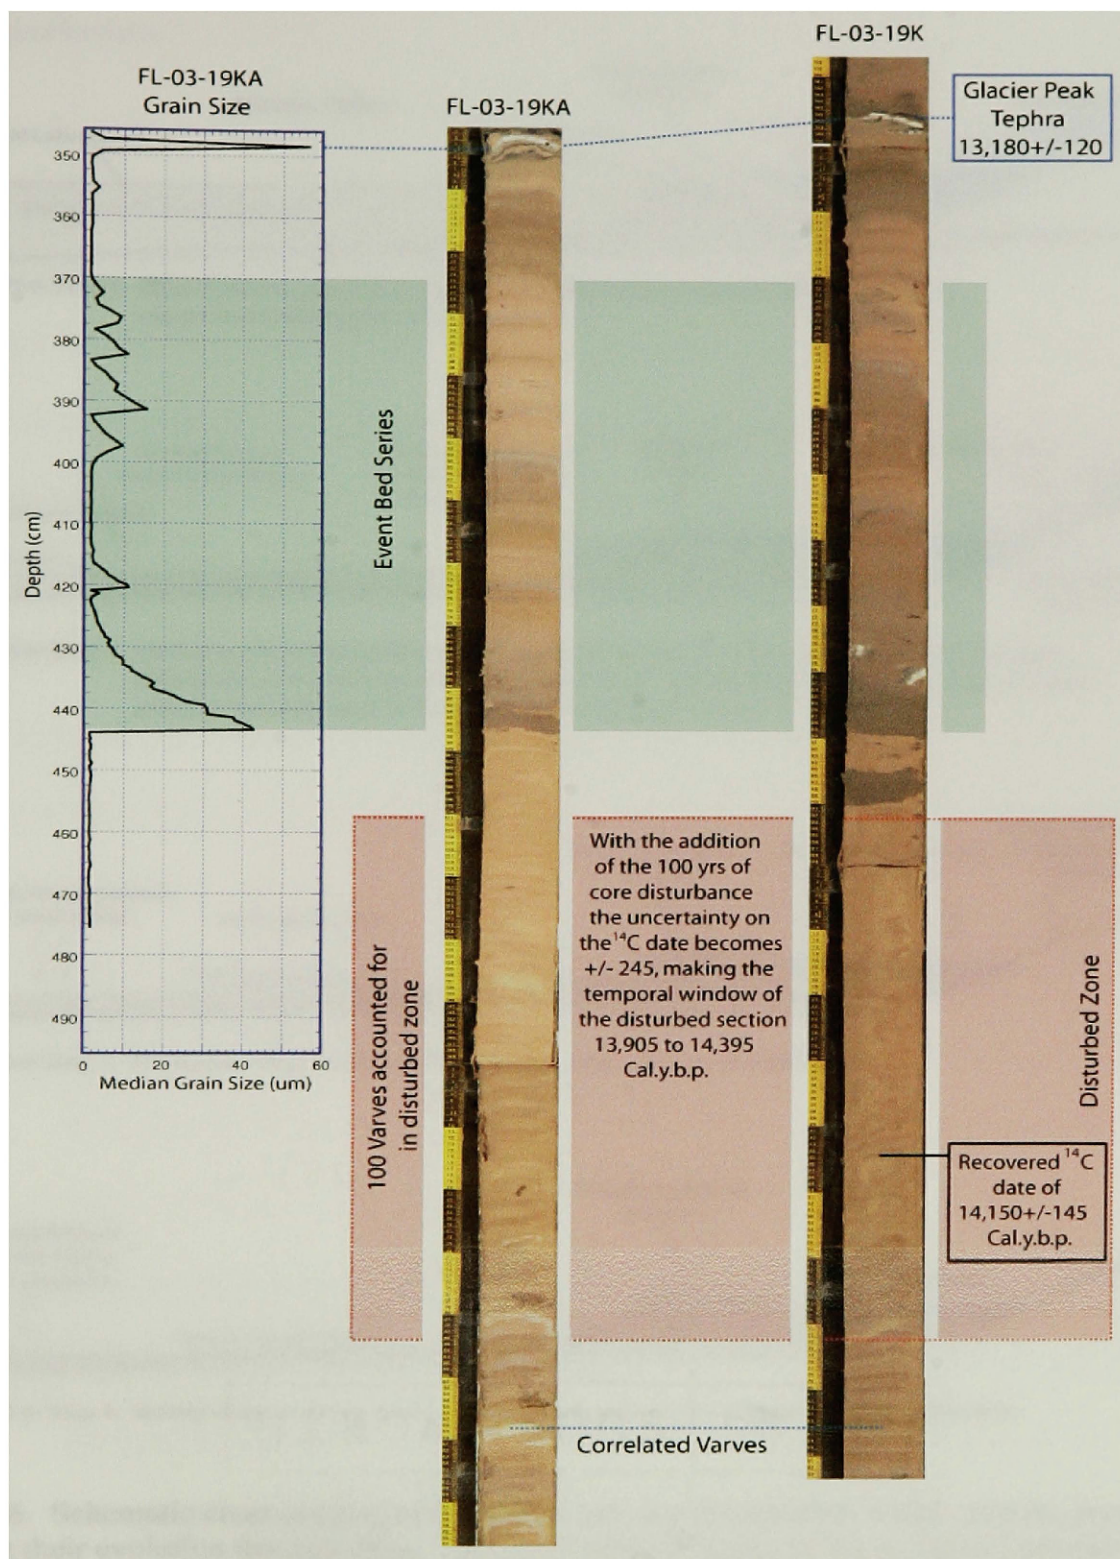 FL-03-19K
FL-03-19KA
Grain Size
FL-03-19KA
Glacier Peak
Tephra
13,180+/-120
350
360
370
380
390
400
410
420
430
440
450
460
470
480
490
Depth (cm)
0
20
40
60
Median Grain Size (um)
Event Bed Series
100 Varves accounted for
in disturbed zone
With the addition
of the 100 yrs of
core disturbance
the uncertainty on
the ¹⁴C date becomes
+/- 245, making the
temporal window of
the disturbed section
13,905 to 14,395
Cal.y.b.p.
Disturbed Zone
Recovered ¹⁴C
date of
14,150+/-145
Cal.y.b.p.
Correlated Varves